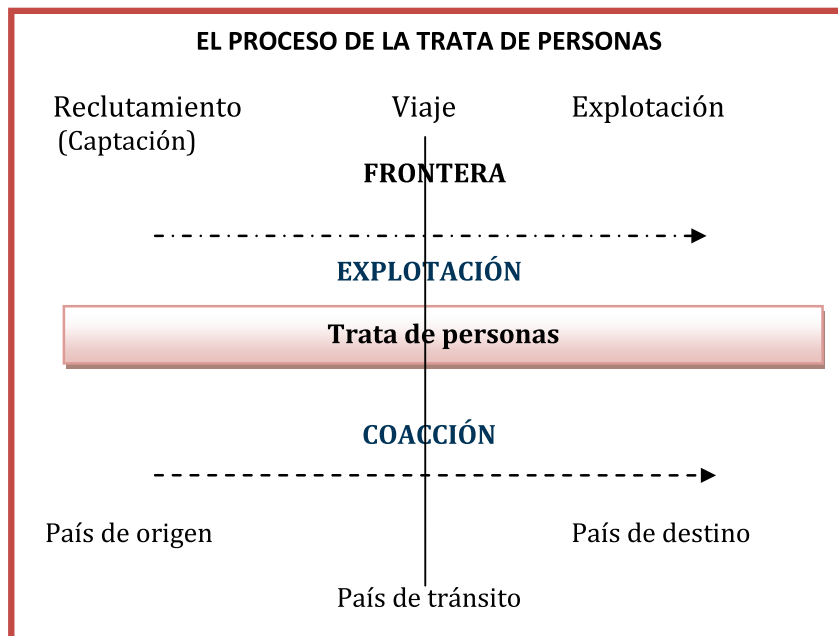 EL PROCESO DE LA TRATA DE PERSONAS
Reclutamiento Viaje Explotación
(Captación)
FRONTERA
EXPLOTACIÓN
Trata de personas
COACCIÓN
País de origen País de destino
País de tránsito